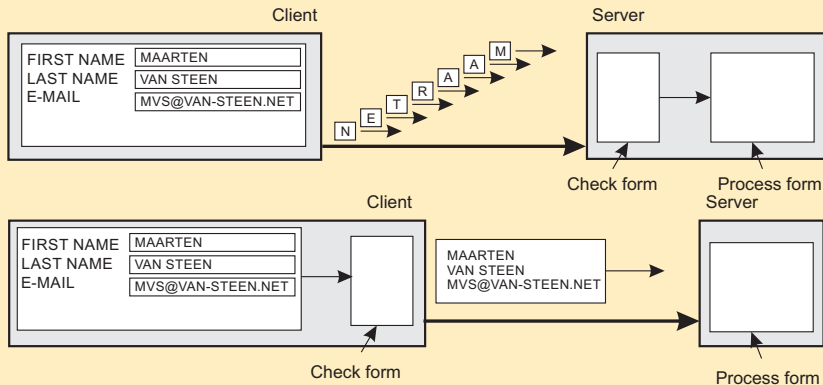 Client
Server
FIRST NAME MAARTEN
LAST NAME VAN STEEN
E-MAIL MVS@VAN-STEEN.NET
N E T R A A M
Check form
Process form
Client
Server
FIRST NAME MAARTEN
LAST NAME VAN STEEN
E-MAIL MVS@VAN-STEEN.NET
MAARTEN
VAN STEEN
MVS@VAN-STEEN.NET
Check form
Process form